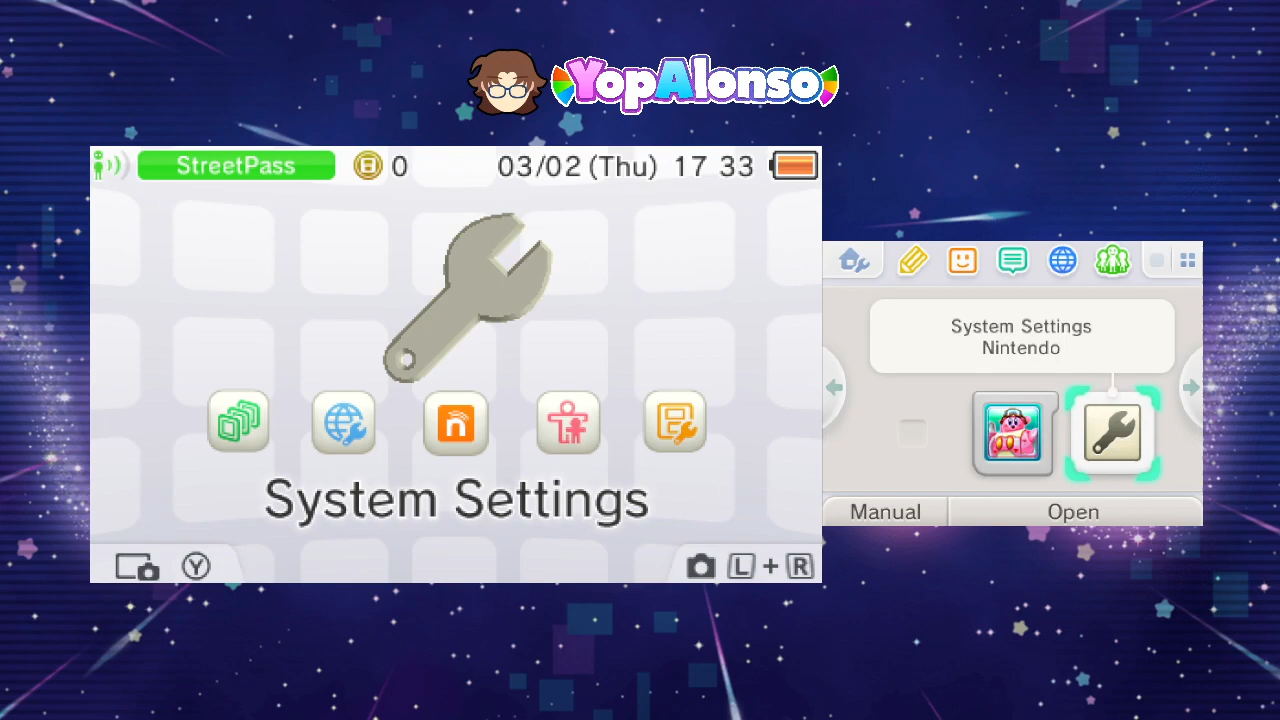 YopAlonso
StreetPass
0
03/02 (Thu) 17 33
System Settings
Y
L + R
System Settings
Nintendo
Manual
Open